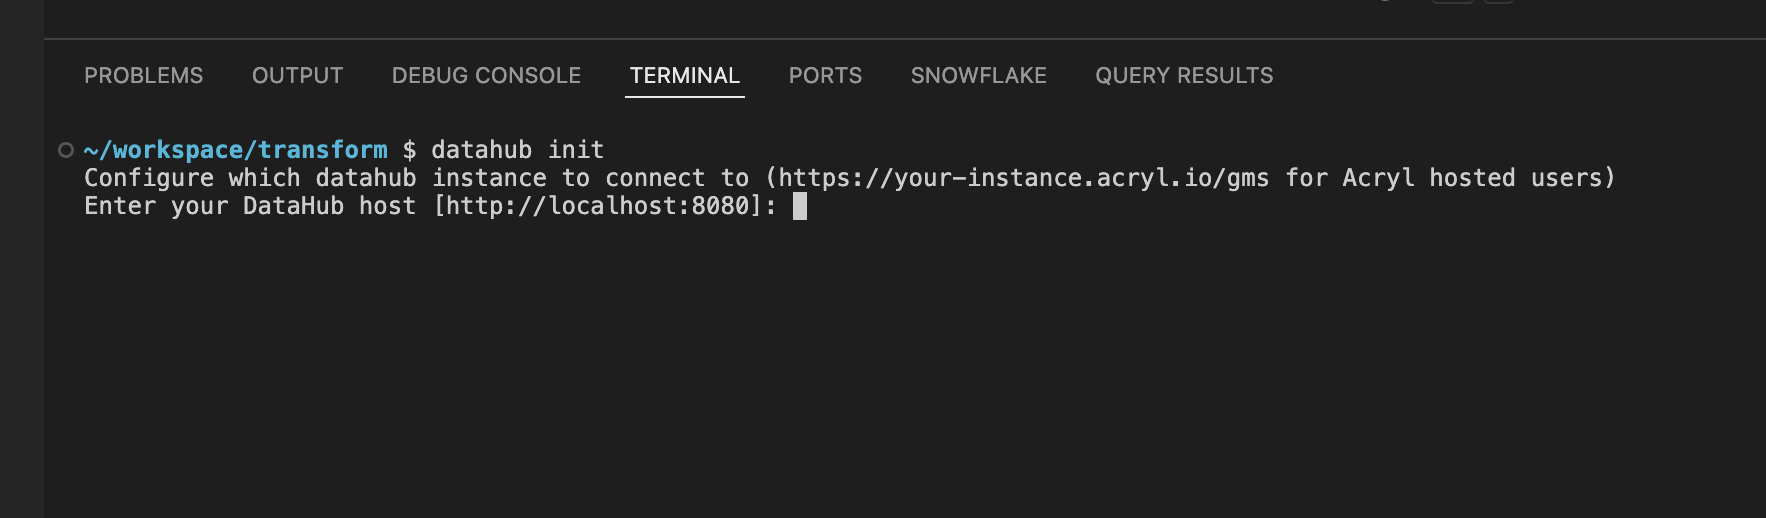 PROBLEMS OUTPUT DEBUG CONSOLE TERMINAL PORTS SNOWFLAKE QUERY RESULTS
~/workspace/transform $ datahub init
Configure which datahub instance to connect to (https://your-instance.acryl.io/gms for Acryl hosted users)
Enter your DataHub host [http://localhost:8080]: